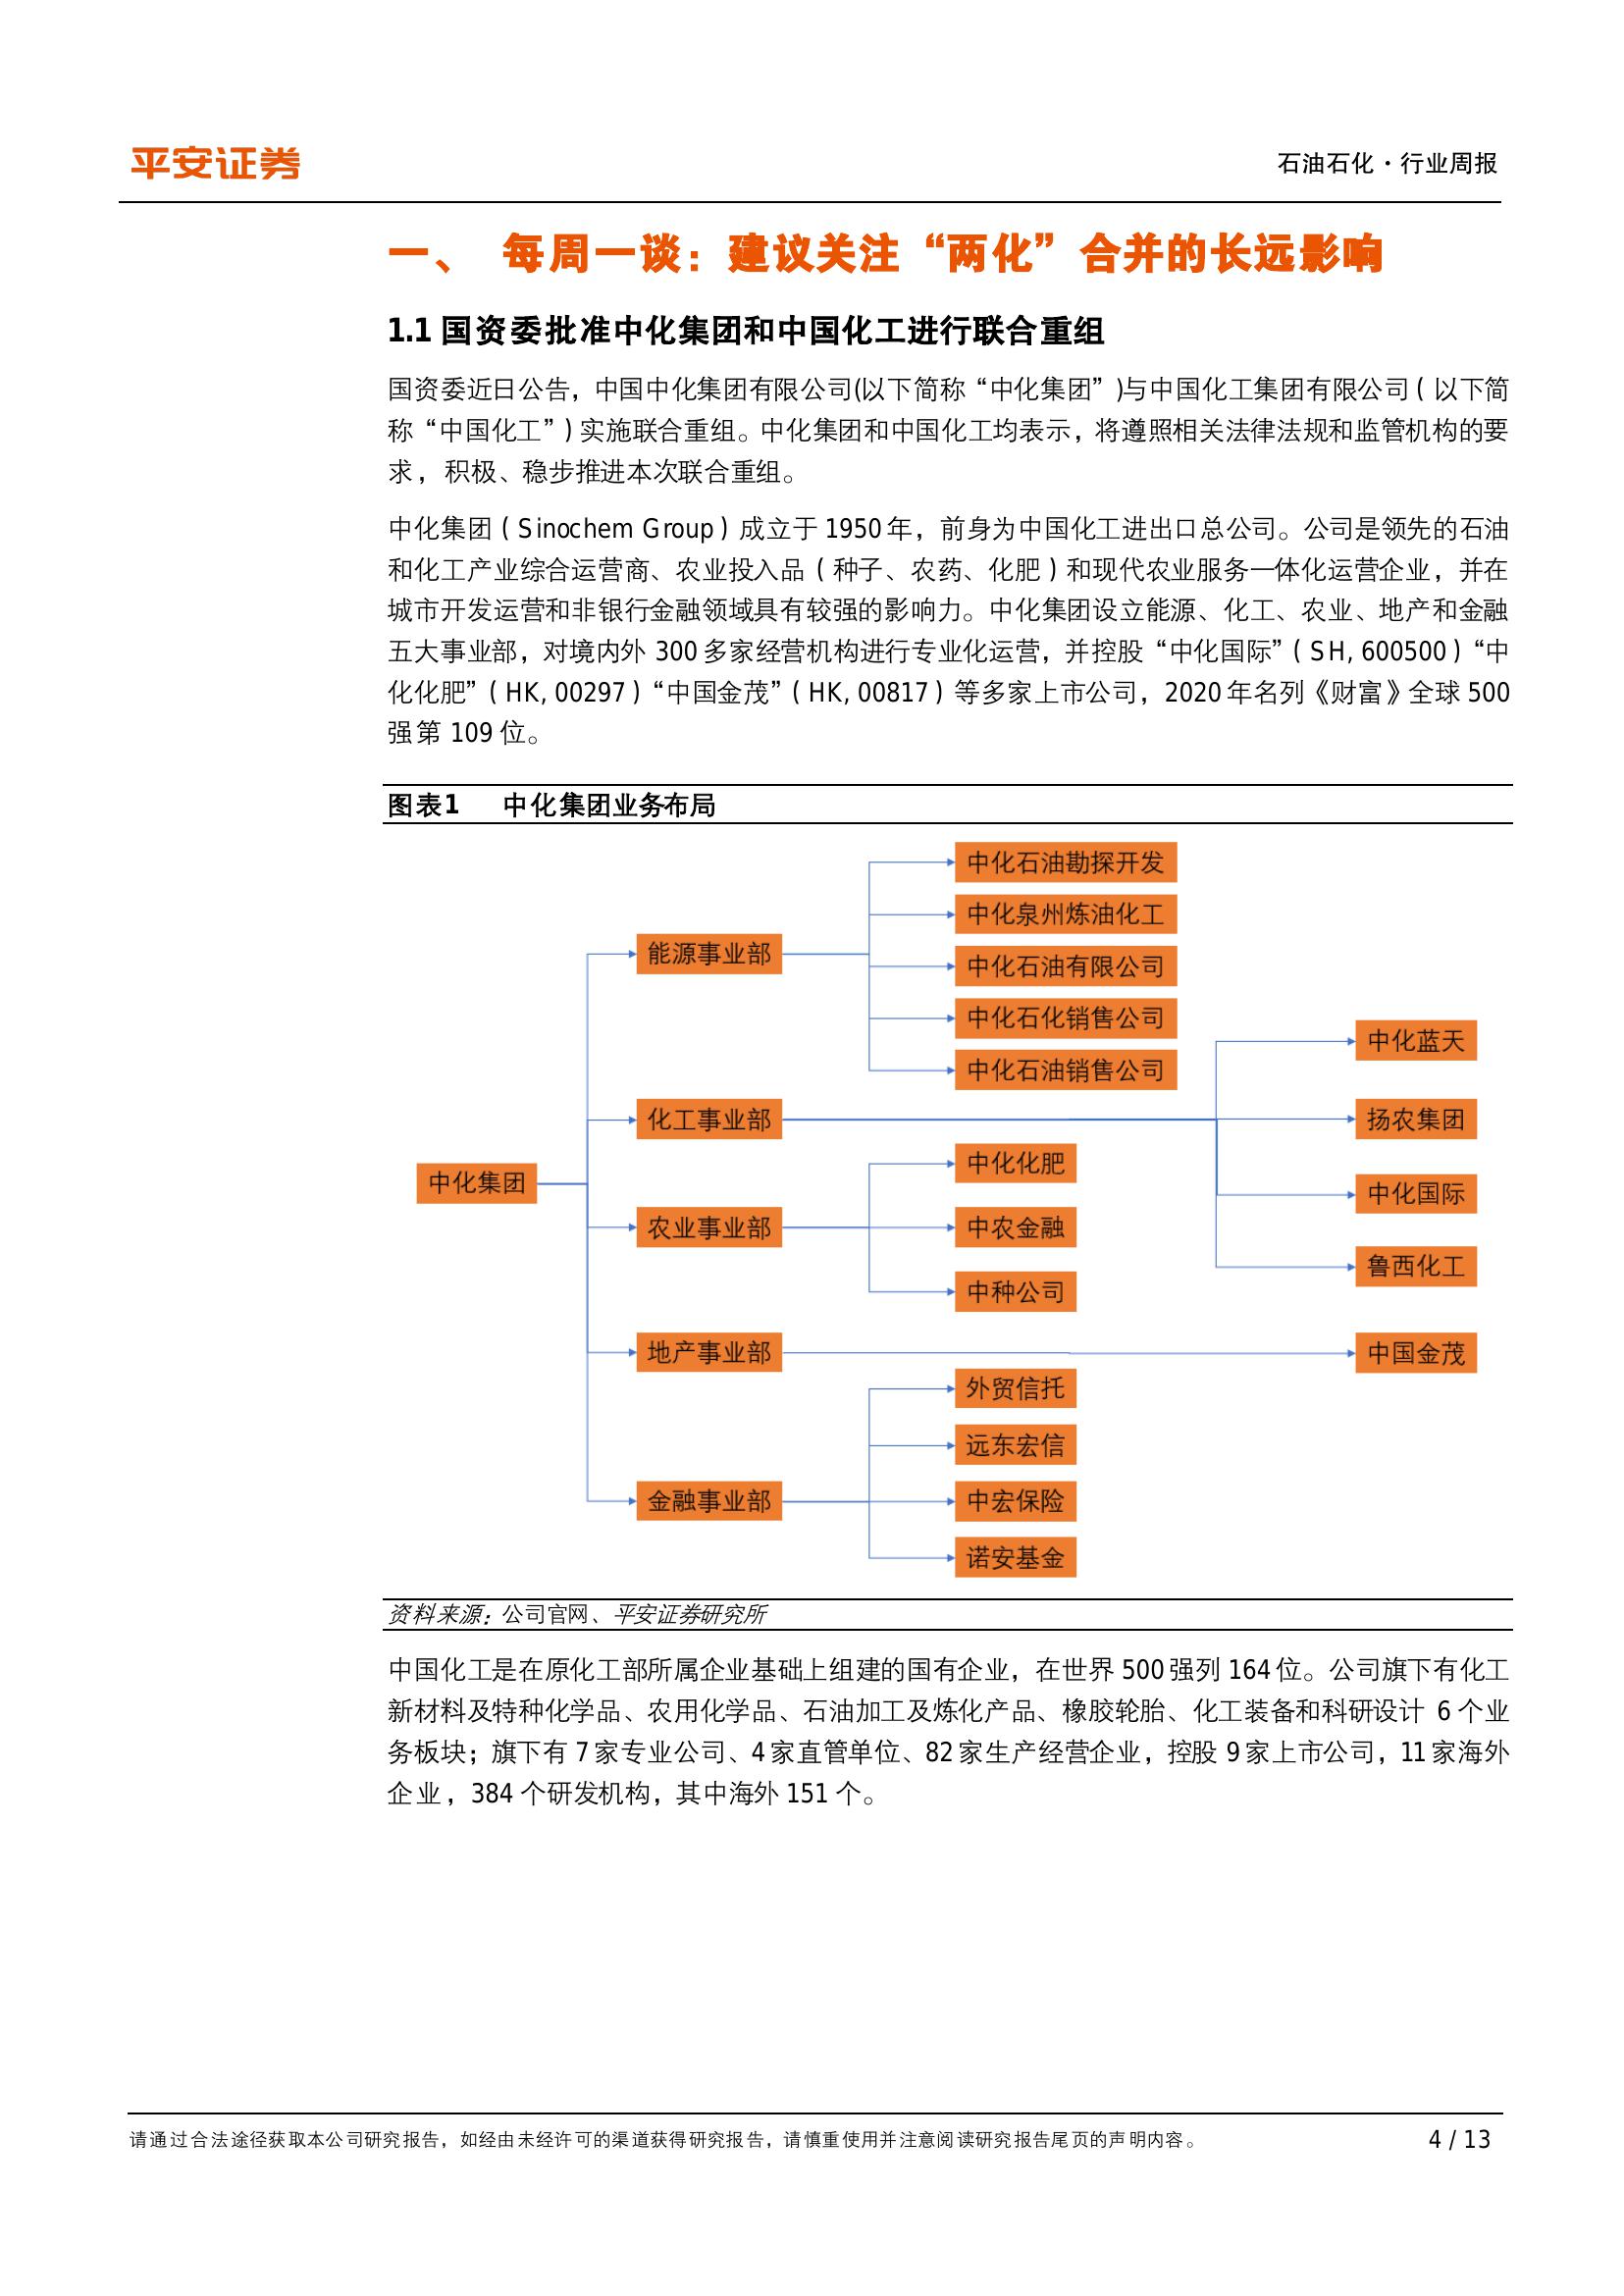 平安证券
石油石化·行业周报
一、 每周一谈：建议关注“两化”合并的长远影响
1.1 国资委批准中化集团和中国化工进行联合重组
国资委近日公告，中国中化集团有限公司(以下简称“中化集团”)与中国化工集团有限公司(以下简
称“中国化工”)实施联合重组。中化集团和中国化工均表示，将遵照相关法律法规和监管机构的要
求，积极、稳步推进本次联合重组。
中化集团（Sinochem Group）成立于 1950 年，前身为中国化工进出口总公司。公司是领先的石油
和化工产业综合运营商、农业投入品（种子、农药、化肥）和现代农业服务一体化运营企业，并在
城市开发运营和非银行金融领域具有较强的影响力。中化集团设立能源、化工、农业、地产和金融
五大事业部，对境内外 300 多家经营机构进行专业化运营，并控股“中化国际”（SH, 600500）“中
化化肥”（HK, 00297）“中国金茂”（HK, 00817）等多家上市公司，2020 年名列《财富》全球 500
强第 109 位。
图表1 中化集团业务布局
中化石油勘探开发
中化泉州炼油化工
能源事业部
中化石油有限公司
中化石化销售公司
中化蓝天
中化石油销售公司
化工事业部
扬农集团
中化化肥
中化集团
中化国际
农业事业部
中农金融
鲁西化工
中种公司
地产事业部
中国金茂
外贸信托
远东宏信
金融事业部
中宏保险
诺安基金
资料来源：公司官网、平安证券研究所
中国化工是在原化工部所属企业基础上组建的国有企业，在世界 500 强列 164 位。公司旗下有化工
新材料及特种化学品、农用化学品、石油加工及炼化产品、橡胶轮胎、化工装备和科研设计 6 个业
务板块；旗下有 7 家专业公司、4 家直管单位、82 家生产经营企业，控股 9 家上市公司，11 家海外
企业，384 个研发机构，其中海外 151 个。
请通过合法途径获取本公司研究报告，如经由未经许可的渠道获得研究报告，请慎重使用并注意阅读研究报告尾页的声明内容。
4 / 13